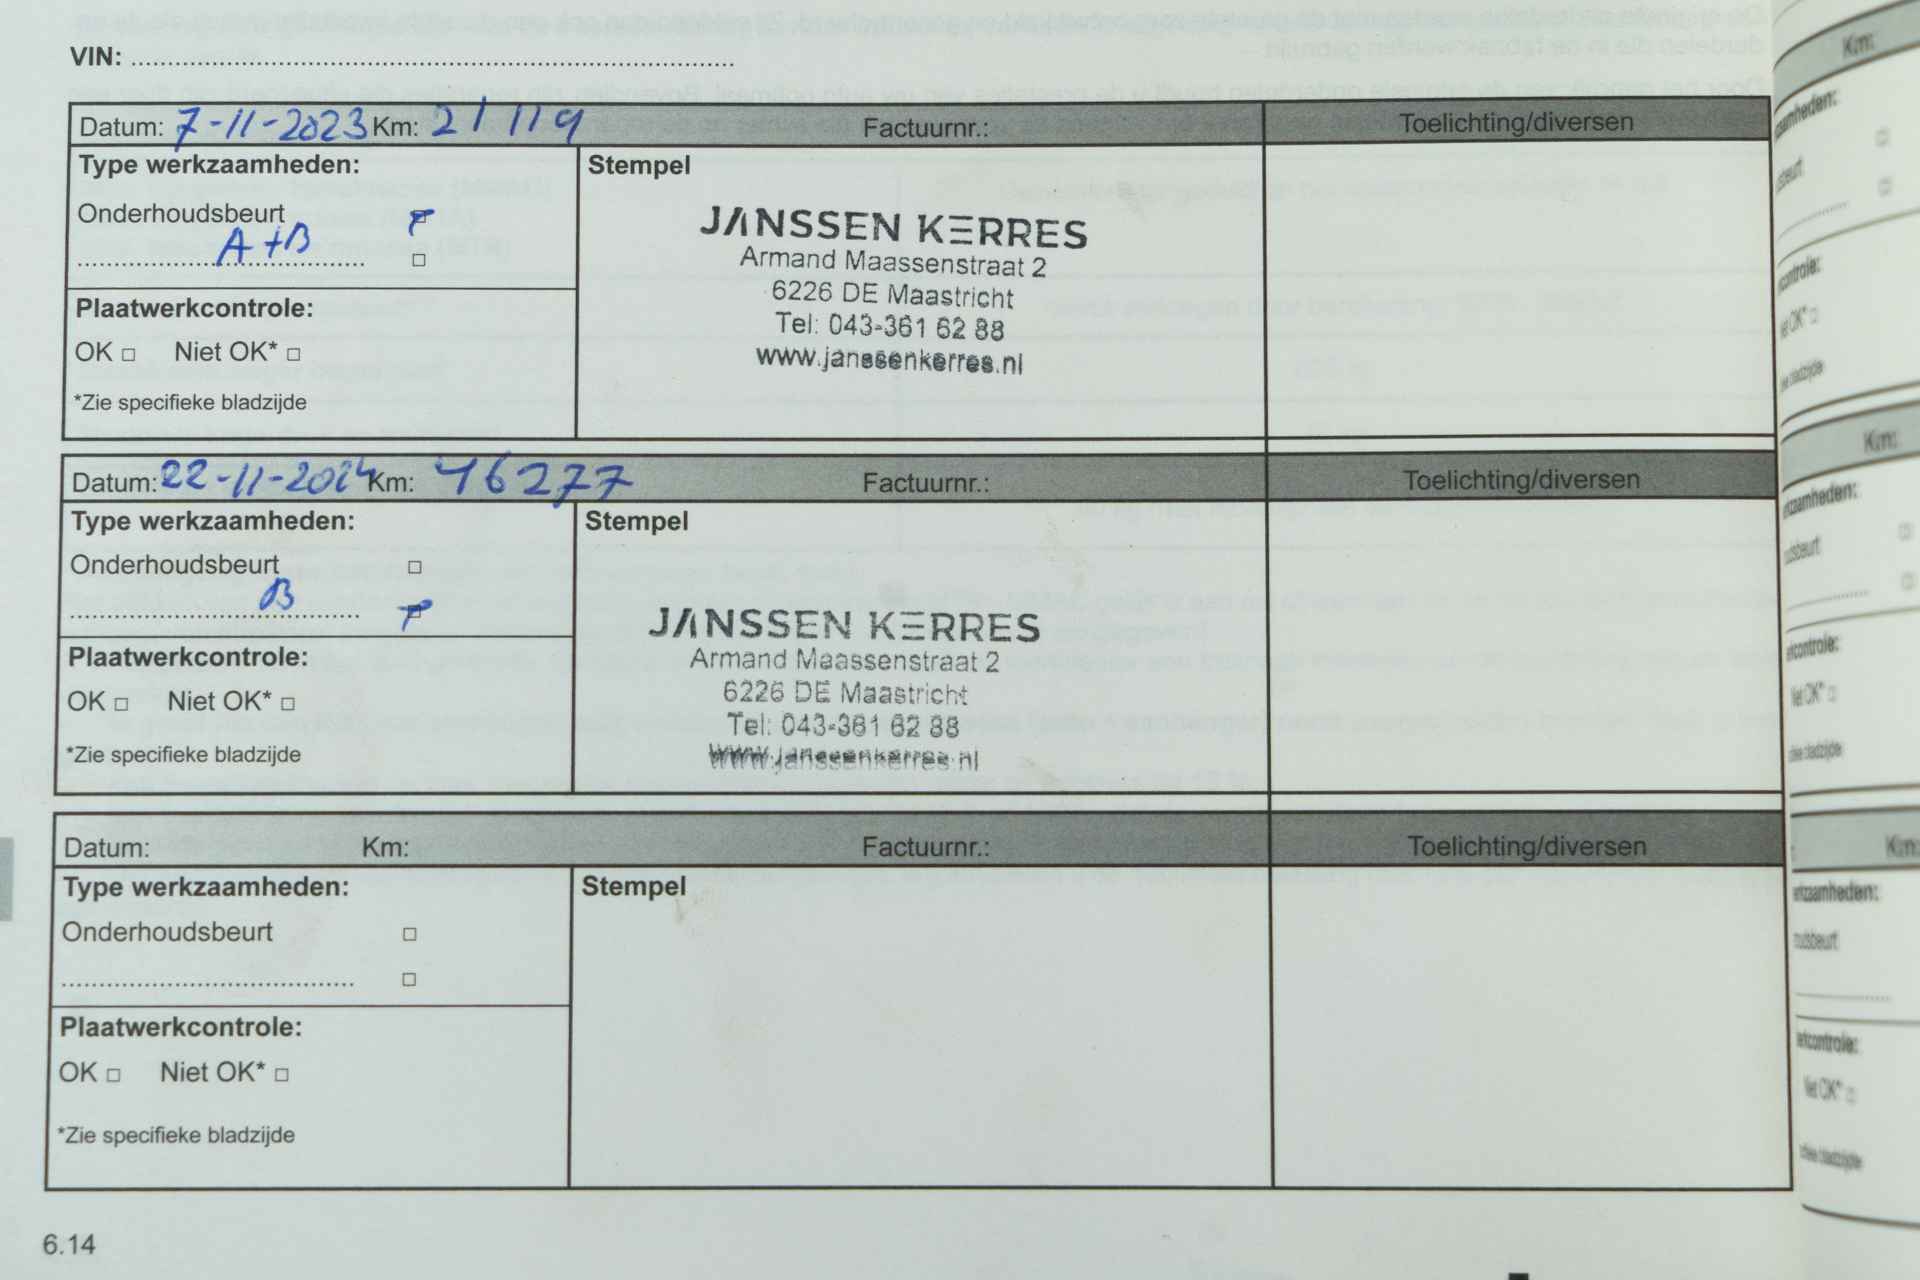 VIN: ................................................................................
Datum: 7-11-2023 Km: 21119 Factuurnr.: Toelichting/diversen
Type werkzaamheden: Stempel
Onderhoudsbeurt
A+B
JANSSEN KERRES
Armand Maassenstraat 2
6226 DE Maastricht
Tel: 043-361 62 88
www.janssenkerres.nl
Plaatwerkcontrole:
OK □ Niet OK* □
*Zie specifieke bladzijde
Datum: 22-11-2024 Km: 46277 Factuurnr.: Toelichting/diversen
Type werkzaamheden: Stempel
Onderhoudsbeurt □
B
JANSSEN KERRES
Armand Maassenstraat 2
6226 DE Maastricht
Tel: 043-361 62 88
www.janssenkerres.nl
Plaatwerkcontrole:
OK □ Niet OK* □
*Zie specifieke bladzijde
Datum: Km: Factuurnr.: Toelichting/diversen
Type werkzaamheden: Stempel
Onderhoudsbeurt □
....................................... □
Plaatwerkcontrole:
OK □ Niet OK* □
*Zie specifieke bladzijde
6.14
Km:
Km:
Km: